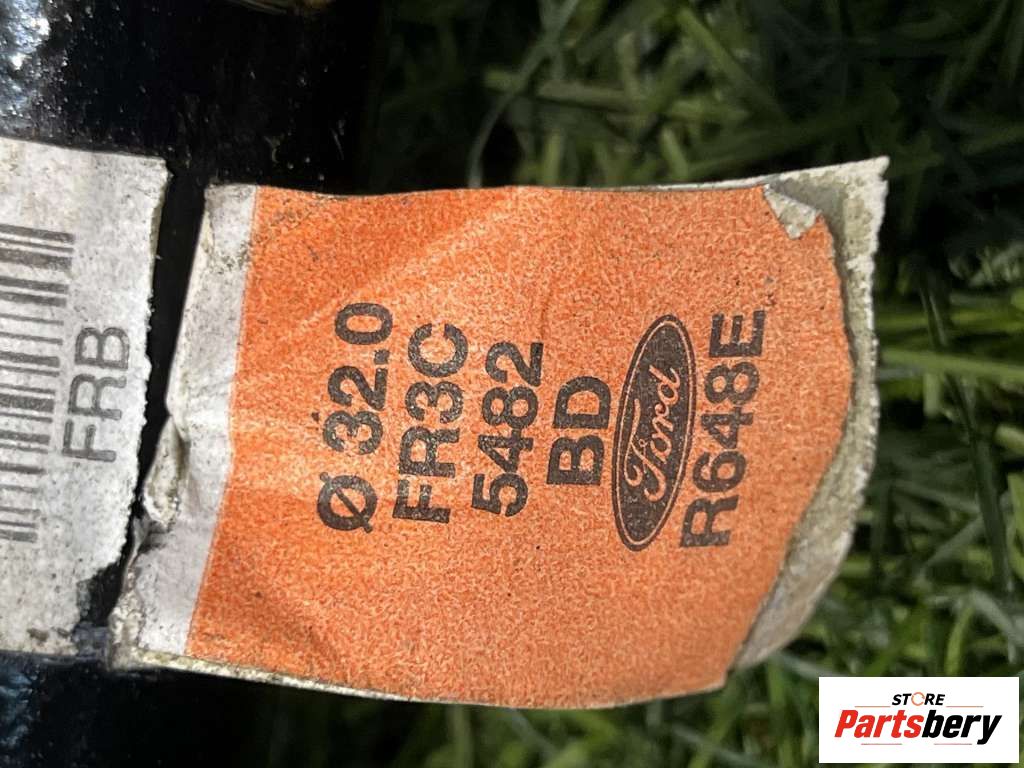 FRB
Ø 32.0
FR3C
5482
BD
Ford
R648E
STORE
Partsbery